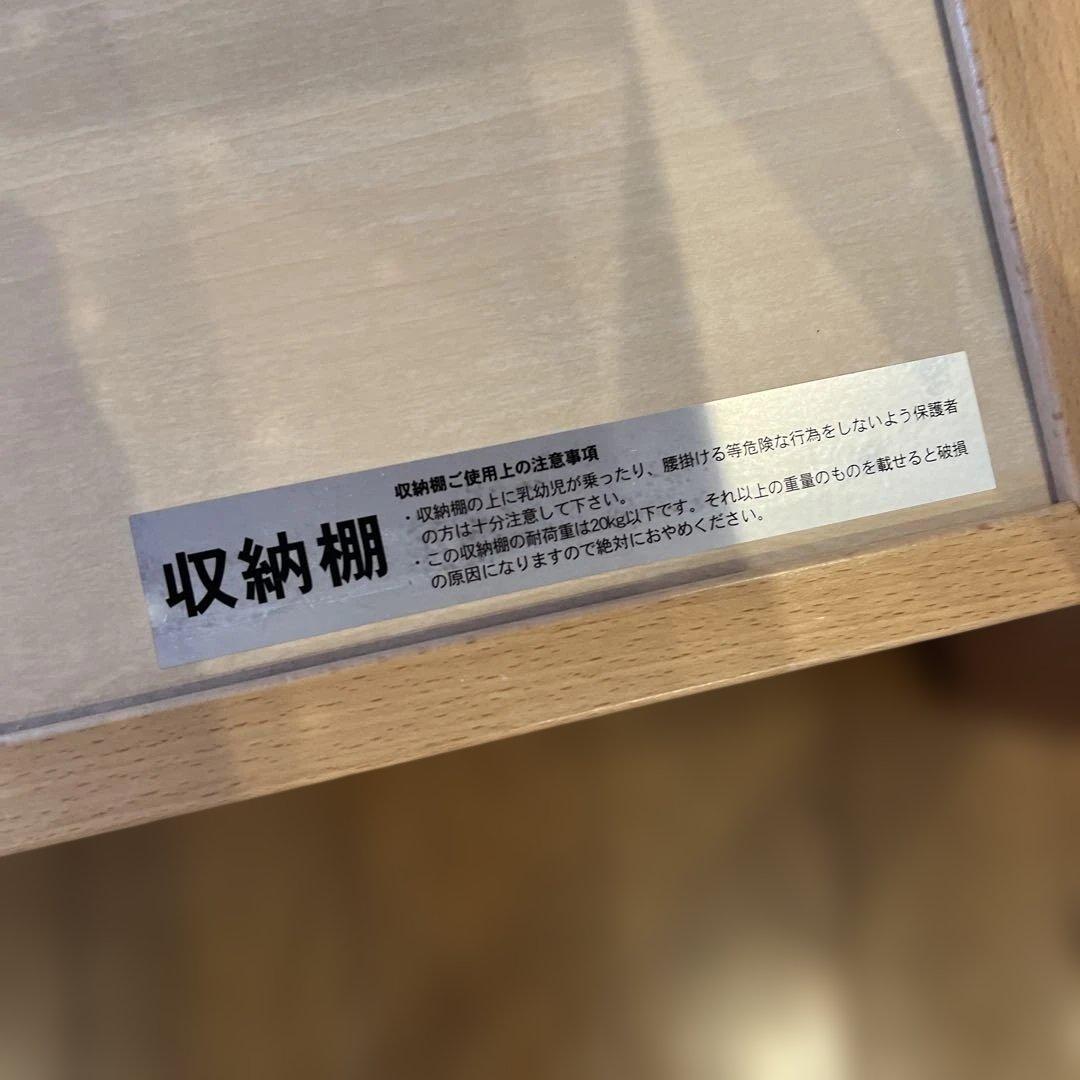 収納棚
収納棚ご使用上の注意事項
・収納棚の上に乳幼児が乗ったり、腰掛ける等危険な行為をしないよう保護者
の方は十分注意して下さい。
・この収納棚の耐荷重は20kg以下です。それ以上の重量のものを載せると破損
の原因になりますので絶対におやめください。